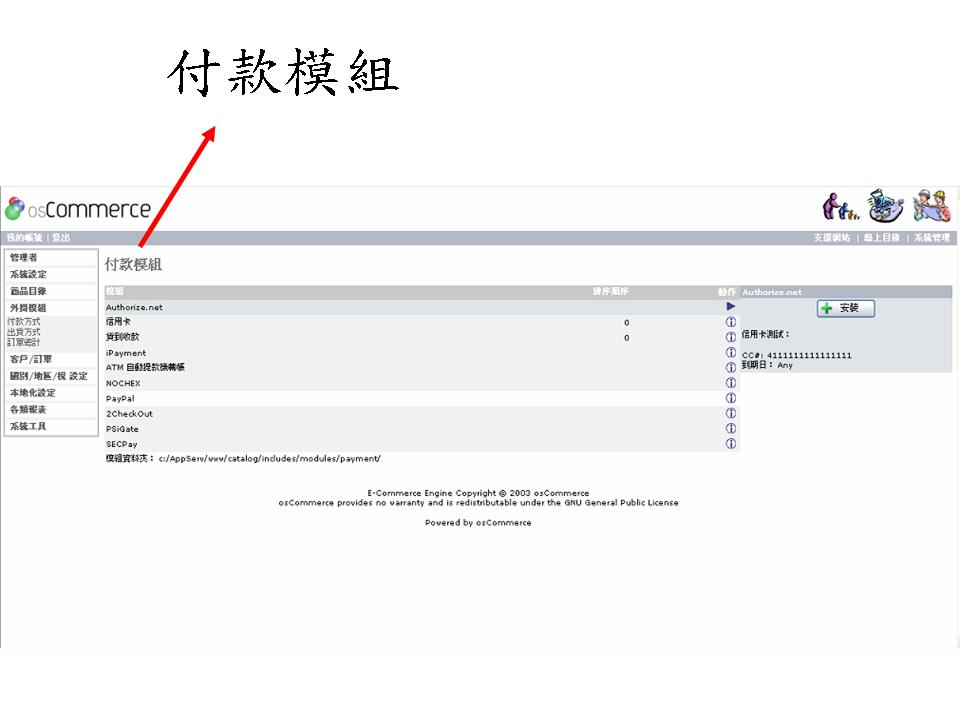 付款模組
osCommerce
我的帳號 | 登出
支援網站 | 線上目錄 | 系統管理
管理者
系統設定
商品目錄
外掛模組
付款方式
出貨方式
訂單總計
客戶/訂單
國別/地區/稅 設定
本地化設定
各類報表
系統工具
付款模組
模組 排序順序 動作
Authorize.net
信用卡 0
貨到收款 0
iPayment
ATM 自動提款機轉帳
NOCHEX
PayPal
2CheckOut
PSiGate
SECPay
模組資料夾： c:/AppServ/www/catalog/includes/modules/payment/
Authorize.net
安裝
信用卡測試：
CC#: 4111111111111111
到期日： Any
E-Commerce Engine Copyright © 2003 osCommerce
osCommerce provides no warranty and is redistributable under the GNU General Public License
Powered by osCommerce